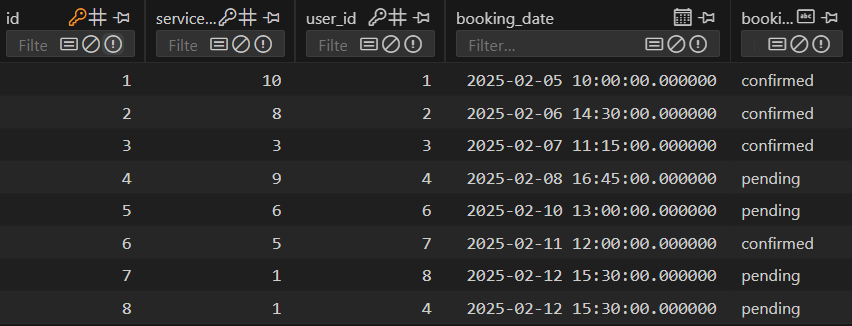 id service... user_id booking_date booki... abc
Filte Filte Filte Filter...
1 10 1 2025-02-05 10:00:00.000000 confirmed
2 8 2 2025-02-06 14:30:00.000000 confirmed
3 3 3 2025-02-07 11:15:00.000000 confirmed
4 9 4 2025-02-08 16:45:00.000000 pending
5 6 6 2025-02-10 13:00:00.000000 pending
6 5 7 2025-02-11 12:00:00.000000 confirmed
7 1 8 2025-02-12 15:30:00.000000 pending
8 1 4 2025-02-12 15:30:00.000000 pending